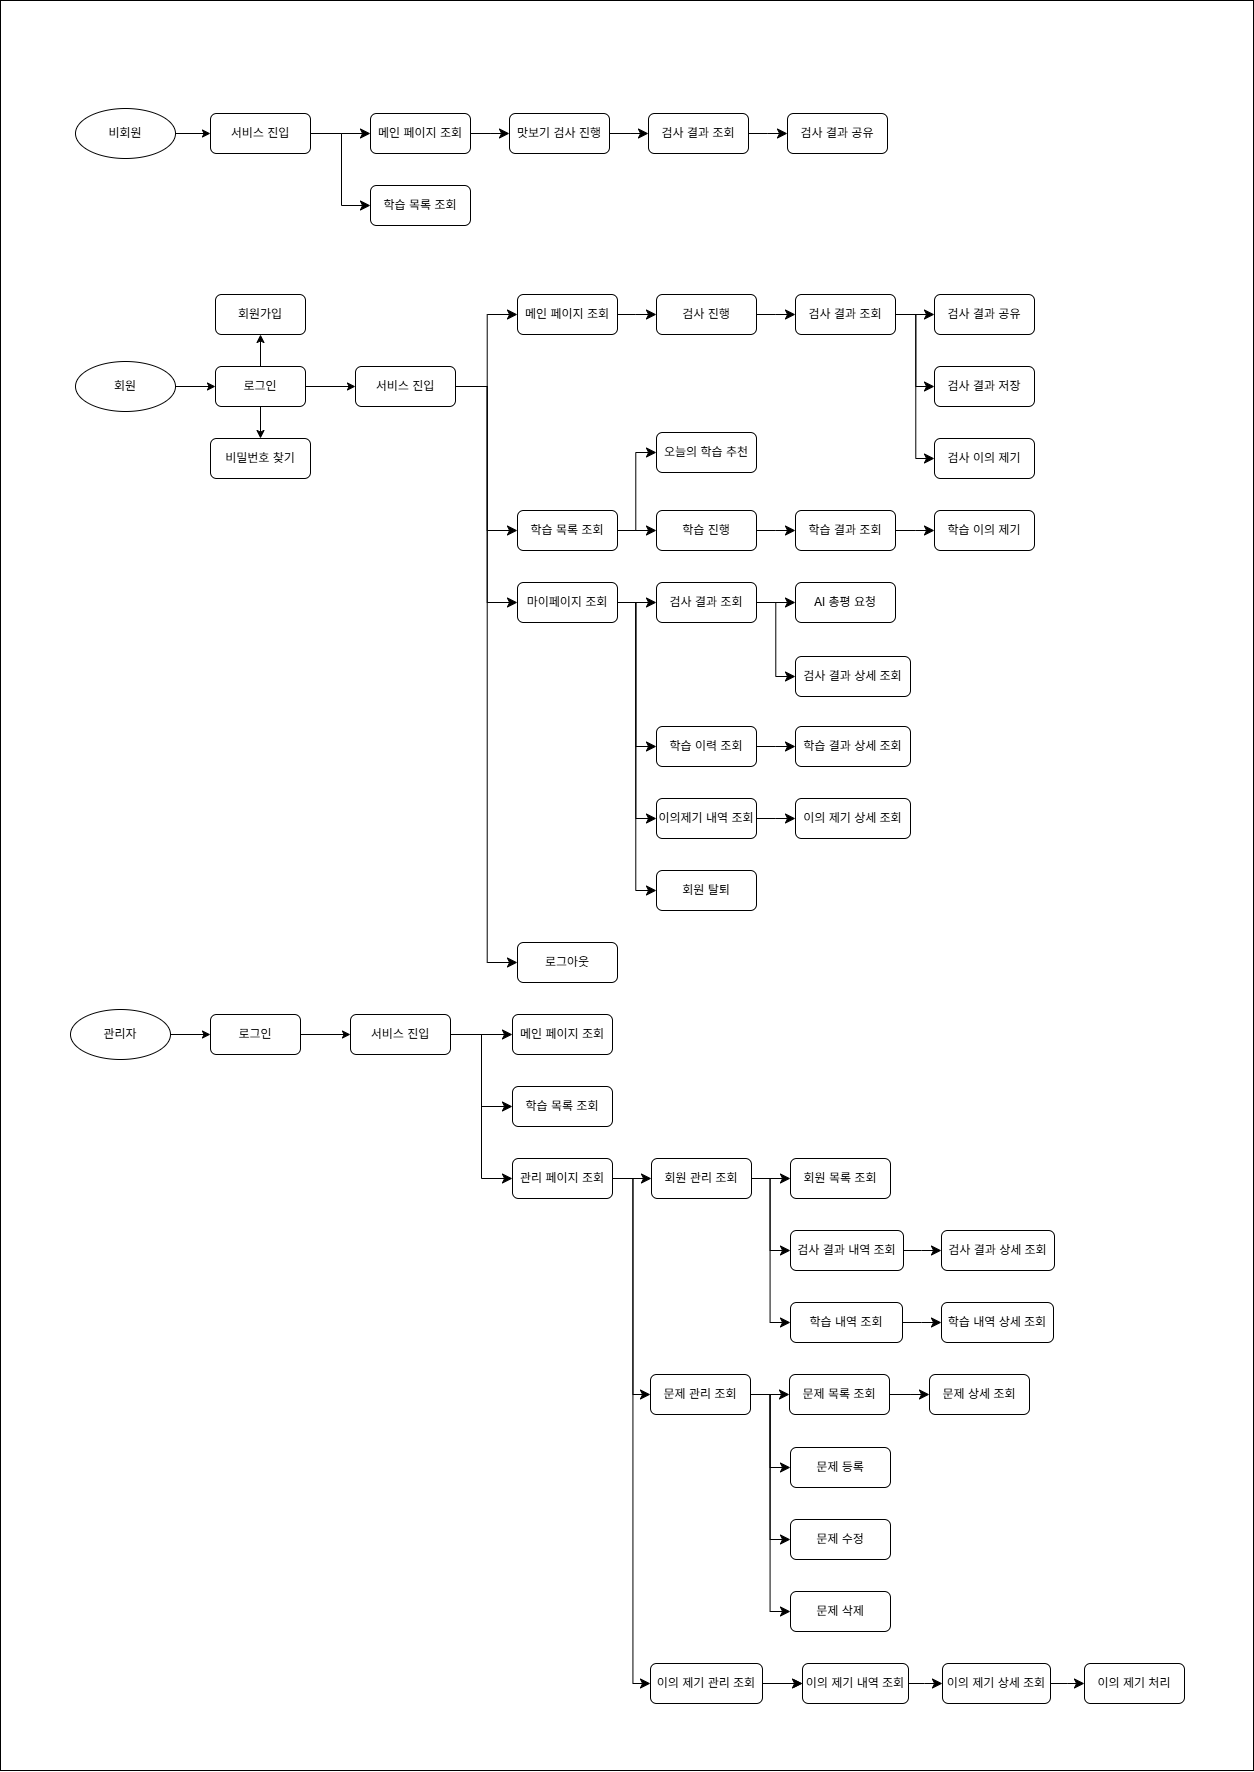 비회원
서비스 진입
메인 페이지 조회
맛보기 검사 진행
검사 결과 조회
검사 결과 공유
학습 목록 조회
회원가입
메인 페이지 조회
검사 진행
검사 결과 조회
검사 결과 공유
회원
로그인
서비스 진입
검사 결과 저장
비밀번호 찾기
오늘의 학습 추천
검사 이의 제기
학습 목록 조회
학습 진행
학습 결과 조회
학습 이의 제기
마이페이지 조회
검사 결과 조회
AI 총평 요청
검사 결과 상세 조회
학습 이력 조회
학습 결과 상세 조회
이의제기 내역 조회
이의 제기 상세 조회
회원 탈퇴
로그아웃
관리자
로그인
서비스 진입
메인 페이지 조회
학습 목록 조회
관리 페이지 조회
회원 관리 조회
회원 목록 조회
검사 결과 내역 조회
검사 결과 상세 조회
학습 내역 조회
학습 내역 상세 조회
문제 관리 조회
문제 목록 조회
문제 상세 조회
문제 등록
문제 수정
문제 삭제
이의 제기 관리 조회
이의 제기 내역 조회
이의 제기 상세 조회
이의 제기 처리